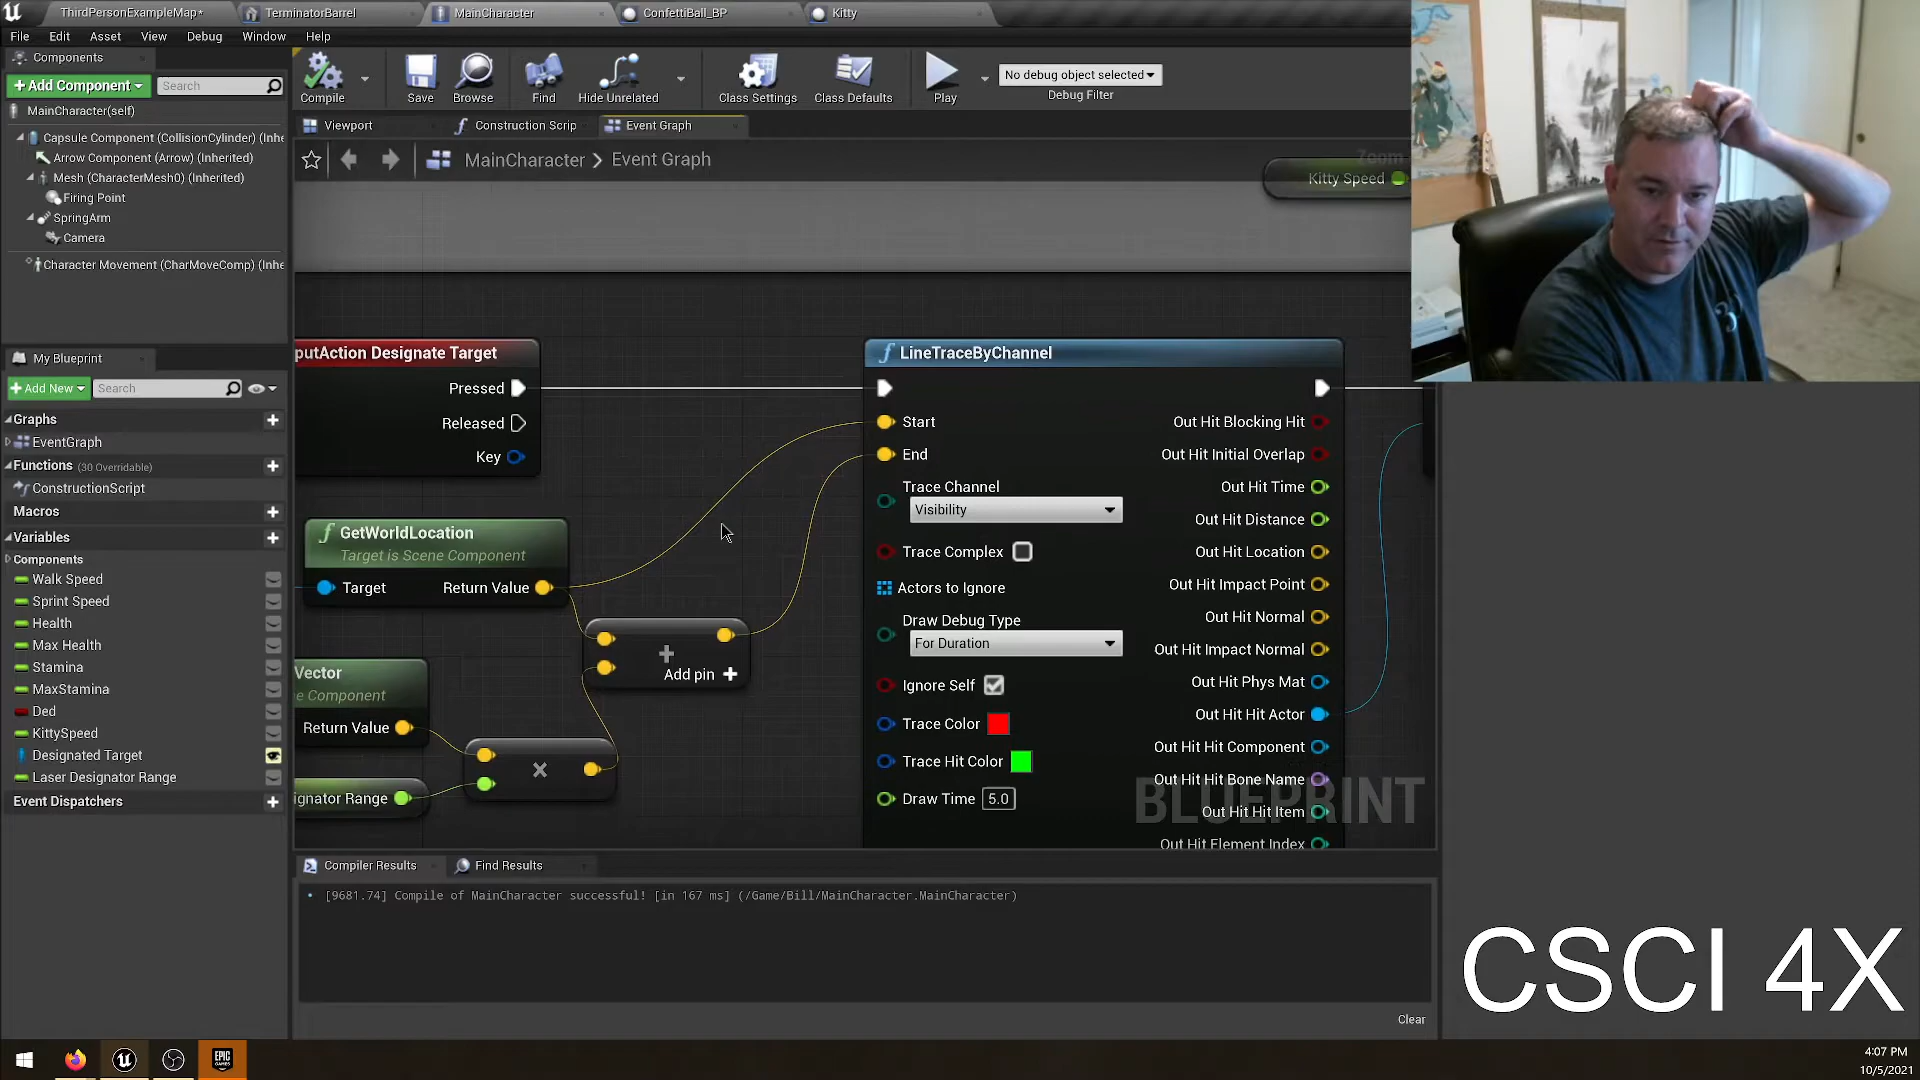 ThirdPersonExampleMap*
TerminatorBarrel
MainCharacter
ConfettiBall_BP
Kitty
File Edit Asset View Debug Window Help
Components
Add Component
Search
MainCharacter(self)
Capsule Component (CollisionCylinder) (Inhe
Arrow Component (Arrow) (Inherited)
Mesh (CharacterMesh0) (Inherited)
Firing Point
SpringArm
Camera
Character Movement (CharMoveComp) (Inhe
Compile
Save
Browse
Find
Hide Unrelated
Class Settings
Class Defaults
Play
No debug object selected
Debug Filter
Viewport
Construction Scrip
Event Graph
MainCharacter > Event Graph
Zoom
Kitty Speed
My Blueprint
Add New
Search
Graphs
EventGraph
Functions (30 Overridable)
ConstructionScript
Macros
Variables
Components
Walk Speed
Sprint Speed
Health
Max Health
Stamina
MaxStamina
Ded
KittySpeed
Designated Target
Laser Designator Range
Event Dispatchers
putAction Designate Target
Pressed
Released
Key
GetWorldLocation
Target is Scene Component
Target
Return Value
Vector
e Component
Return Value
ignator Range
Add pin
LineTraceByChannel
Start
End
Trace Channel
Visibility
Trace Complex
Actors to Ignore
Draw Debug Type
For Duration
Ignore Self
Trace Color
Trace Hit Color
Draw Time 5.0
Out Hit Blocking Hit
Out Hit Initial Overlap
Out Hit Time
Out Hit Distance
Out Hit Location
Out Hit Impact Point
Out Hit Normal
Out Hit Impact Normal
Out Hit Phys Mat
Out Hit Hit Actor
Out Hit Hit Component
Out Hit Hit Bone Name
Out Hit Hit Item
Out Hit Element Index
BLUEPRINT
Compiler Results
Find Results
[9681.74] Compile of MainCharacter successful! [in 167 ms] (/Game/Bill/MainCharacter.MainCharacter)
Clear
CSCI 4X
EPIC
GAMES
4:07 PM
10/5/2021